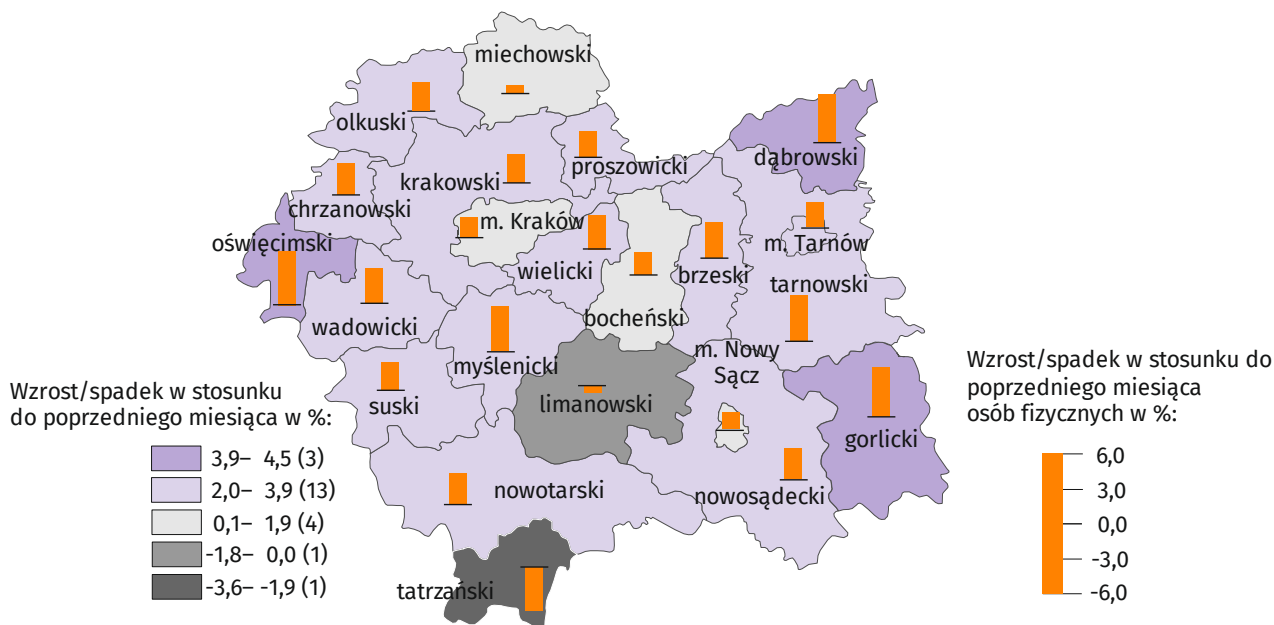 miechowski
olkuski
dąbrowski
proszowicki
krakowski
chrzanowski
m. Kraków
oświęcimski
m. Tarnów
wielicki
brzeski
tarnowski
wadowicki
bocheński
myślenicki
m. Nowy
Sącz
suski
limanowski
gorlicki
nowotarski
nowosądecki
tatrzański
Wzrost/spadek w stosunku
do poprzedniego miesiąca w %:
3,9– 4,5 (3)
2,0– 3,9 (13)
0,1– 1,9 (4)
-1,8– 0,0 (1)
-3,6– -1,9 (1)
Wzrost/spadek w stosunku do
poprzedniego miesiąca
osób fizycznych w %:
6,0
3,0
0,0
-3,0
-6,0